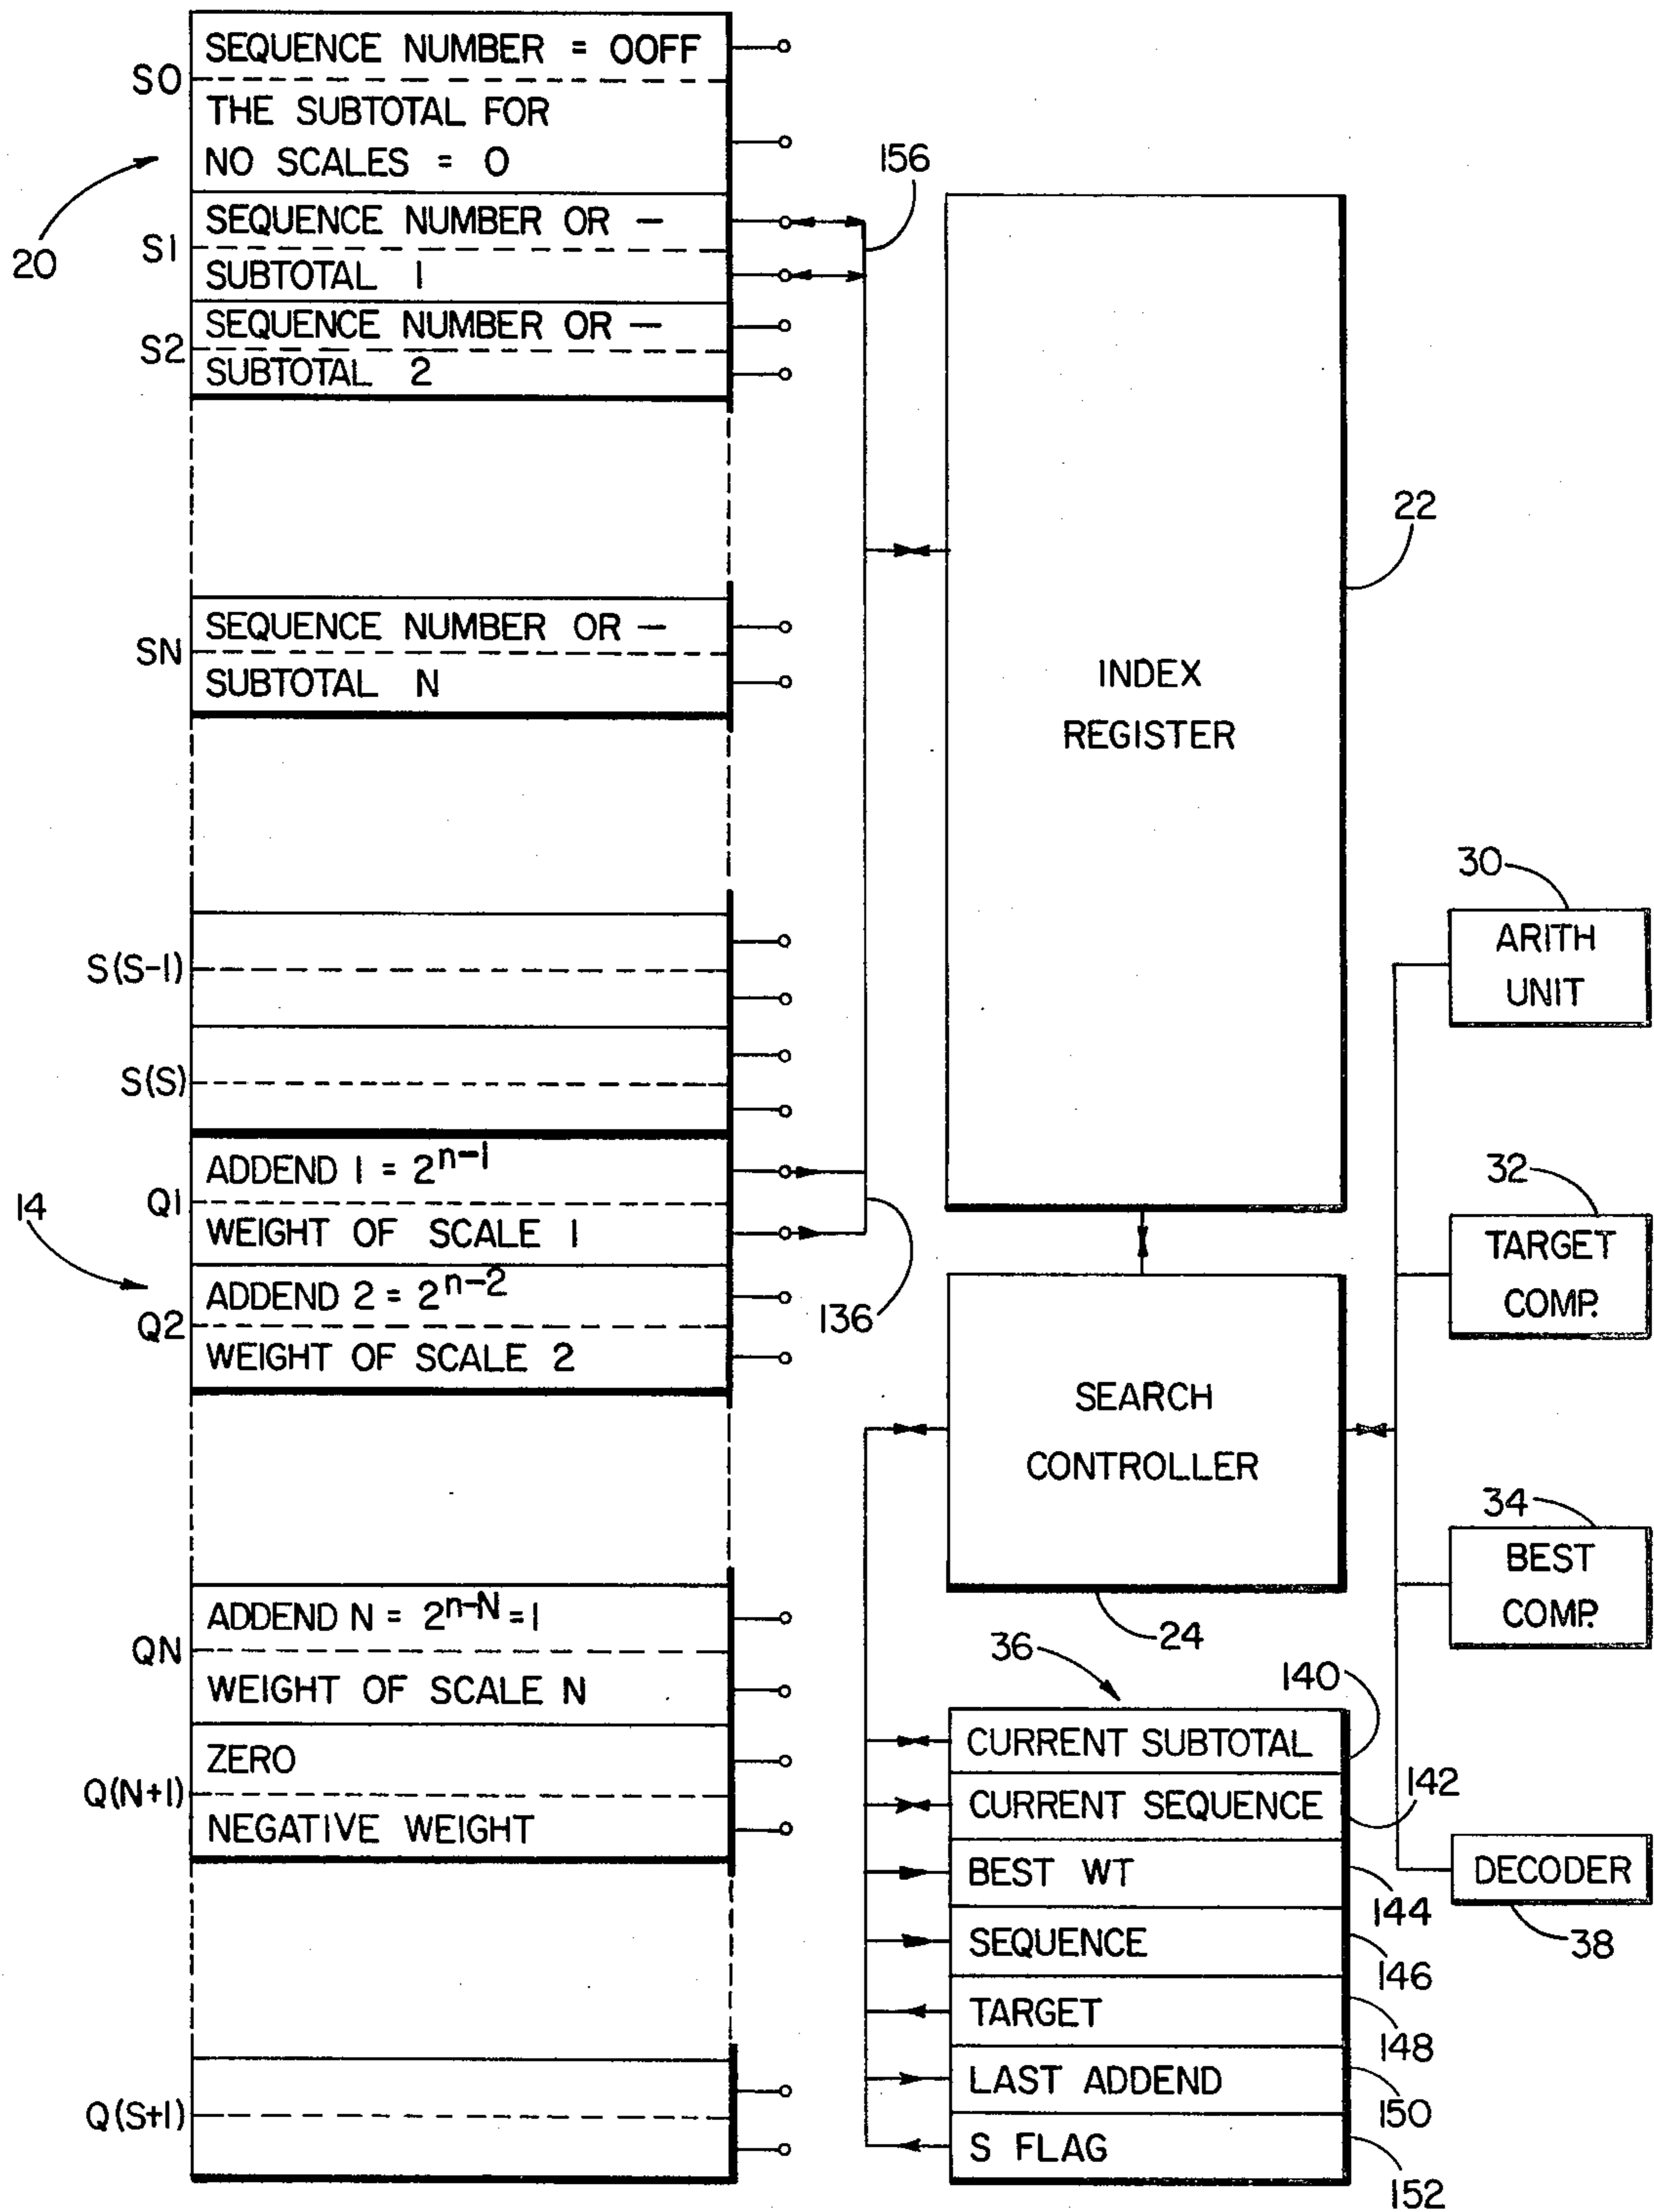 SEQUENCE NUMBER = 00FF
S0
THE SUBTOTAL FOR
NO SCALES = 0
20
SEQUENCE NUMBER OR —
S1
SUBTOTAL 1
SEQUENCE NUMBER OR —
S2
SUBTOTAL 2
SEQUENCE NUMBER OR —
SN
SUBTOTAL N
S(S-1)
S(S)
ADDEND 1 = 2^n-1
Q1
WEIGHT OF SCALE 1
14
ADDEND 2 = 2^n-2
Q2
WEIGHT OF SCALE 2
ADDEND N = 2^n-N = 1
QN
WEIGHT OF SCALE N
ZERO
Q(N+1)
NEGATIVE WEIGHT
Q(S+1)
156
136
INDEX
REGISTER
22
SEARCH
CONTROLLER
24
30
ARITH
UNIT
32
TARGET
COMP.
34
BEST
COMP.
DECODER
38
36
CURRENT SUBTOTAL
140
CURRENT SEQUENCE
142
BEST WT
144
SEQUENCE
146
TARGET
148
LAST ADDEND
150
S FLAG
152